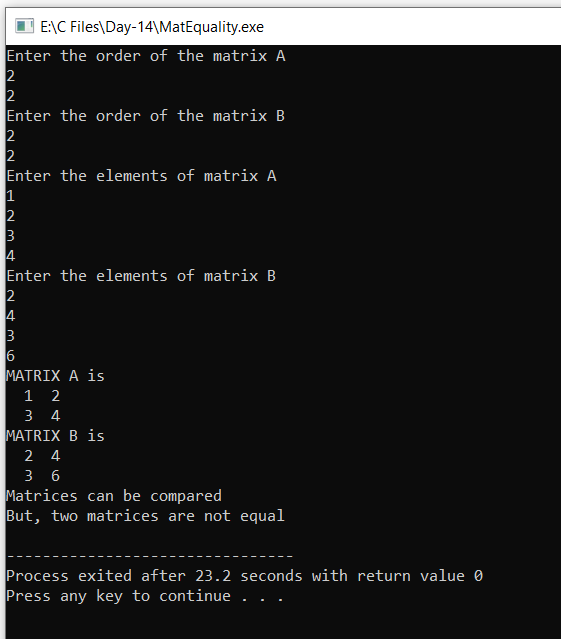 E:\C Files\Day-14\MatEquality.exe
Enter the order of the matrix A
2
2
Enter the order of the matrix B
2
2
Enter the elements of matrix A
1
2
3
4
Enter the elements of matrix B
2
4
3
6
MATRIX A is
  1  2
  3  4
MATRIX B is
  2  4
  3  6
Matrices can be compared
But, two matrices are not equal

--------------------------------
Process exited after 23.2 seconds with return value 0
Press any key to continue . . .